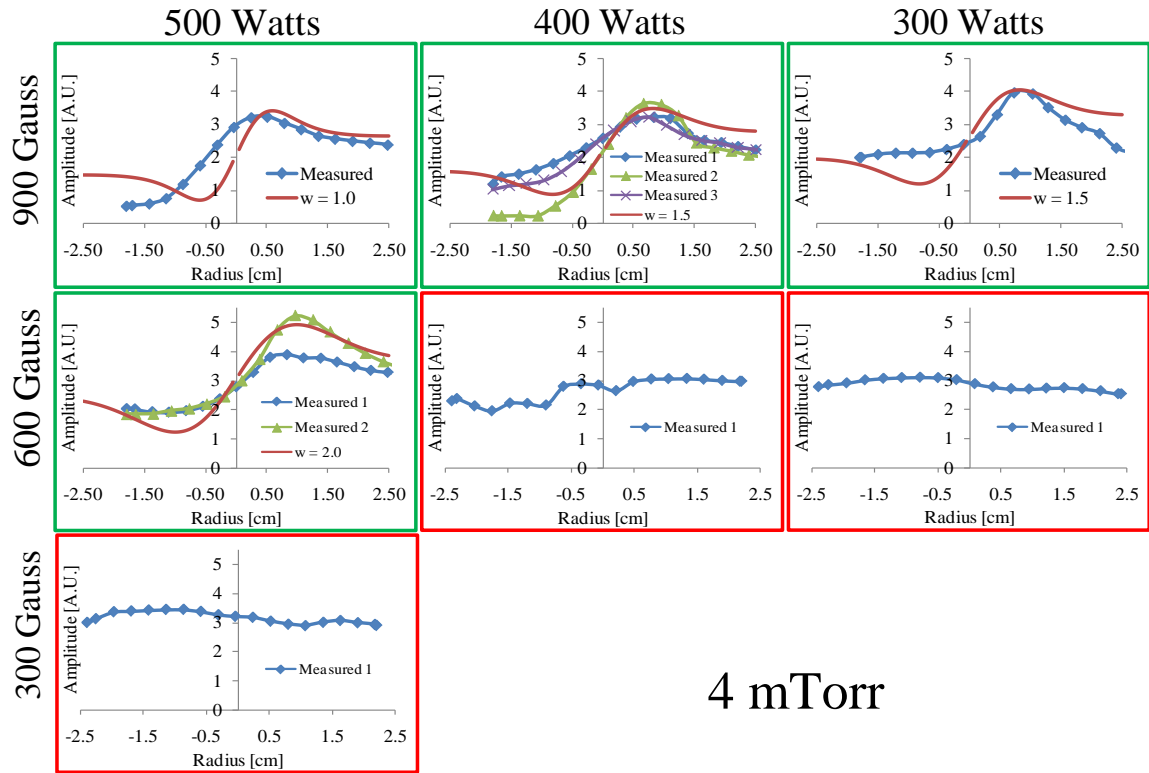 500 Watts 400 Watts 300 Watts
900 Gauss
Amplitude [A.U.]
5
4
3
2
1
0
-2.50 -1.50 -0.50 0.50 1.50 2.50
Radius [cm]
Measured
w = 1.0
Amplitude [A.U.]
5
4
3
2
1
0
-2.50 -1.50 -0.50 0.50 1.50 2.50
Radius [cm]
Measured 1
Measured 2
Measured 3
w = 1.5
Amplitude [A.U.]
5
4
3
2
1
0
-2.50 -1.50 -0.50 0.50 1.50 2.50
Radius [cm]
Measured
w = 1.5
600 Gauss
Amplitude [A.U.]
5
4
3
2
1
0
-2.50 -1.50 -0.50 0.50 1.50 2.50
Radius [cm]
Measured 1
Measured 2
w = 2.0
Amplitude [A.U.]
5
4
3
2
1
0
-2.5 -1.5 -0.5 0.5 1.5 2.5
Radius [cm]
Measured 1
Amplitude [A.U.]
5
4
3
2
1
0
-2.5 -1.5 -0.5 0.5 1.5 2.5
Radius [cm]
Measured 1
300 Gauss
Amplitude [A.U.]
5
4
3
2
1
0
-2.5 -1.5 -0.5 0.5 1.5 2.5
Radius [cm]
Measured 1
4 mTorr